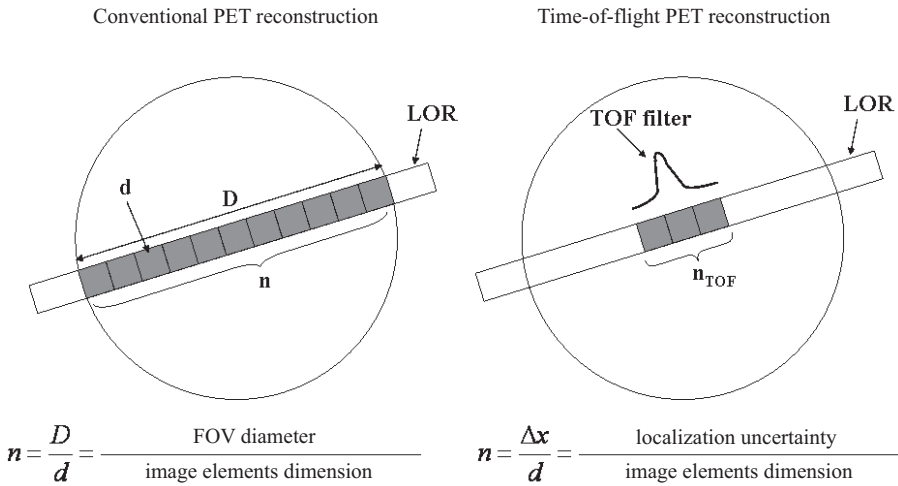 Conventional PET reconstruction
Time-of-flight PET reconstruction
LOR
d
D
n
TOF filter
LOR
n_TOF
n = D/d = FOV diameter / image elements dimension
n = Δx/d = localization uncertainty / image elements dimension